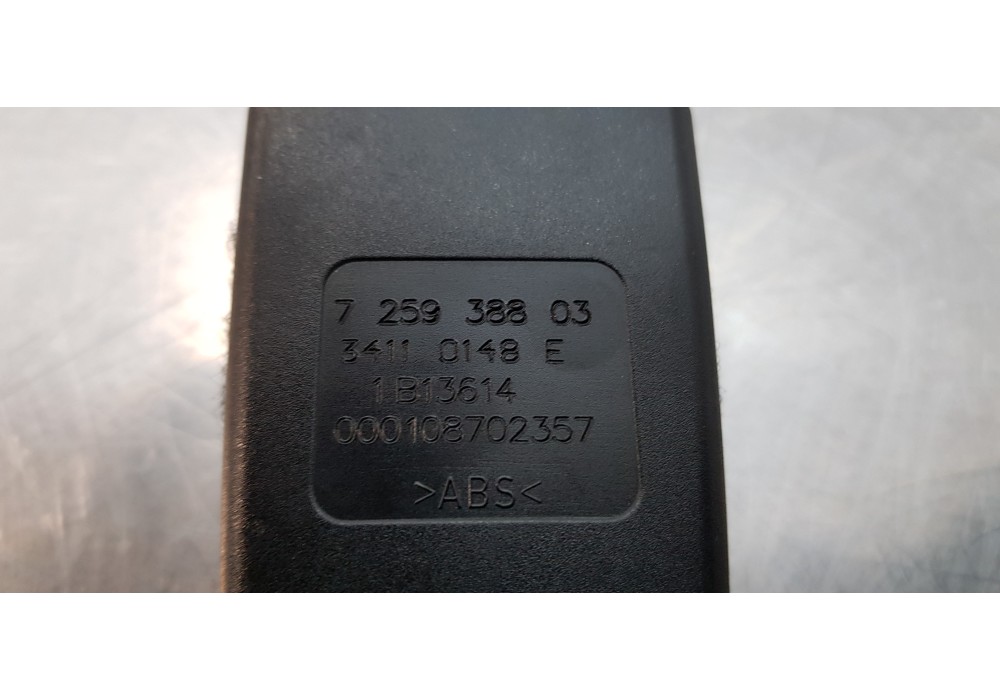 7 259 388 03
3411 0148 E
1B13614
000108702357
>ABS<